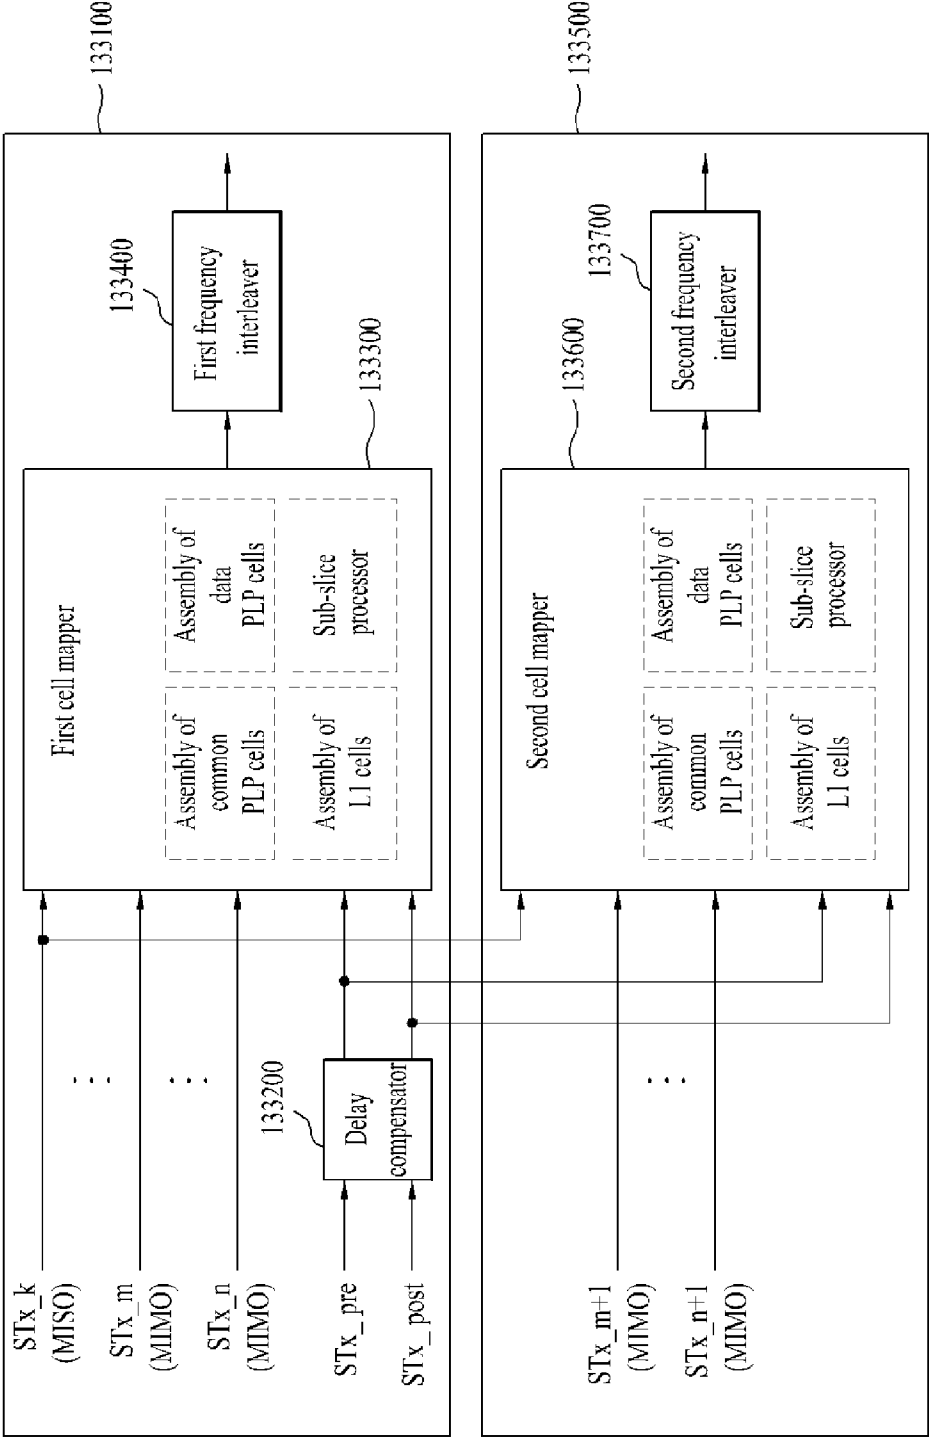 133100
133400
First frequency
interleaver
133300
First cell mapper
Assembly of
common
PLP cells
Assembly of
data
PLP cells
Assembly of
L1 cells
Sub-slice
processor
133200
Delay
compensator
STx_k
(MISO)
STx_m
(MIMO)
STx_n
(MIMO)
STx_pre
STx_post
. . .
. . .
133500
133700
Second frequency
interleaver
133600
Second cell mapper
Assembly of
common
PLP cells
Assembly of
data
PLP cells
Assembly of
L1 cells
Sub-slice
processor
STx_m+1
(MIMO)
STx_n+1
(MIMO)
. . .